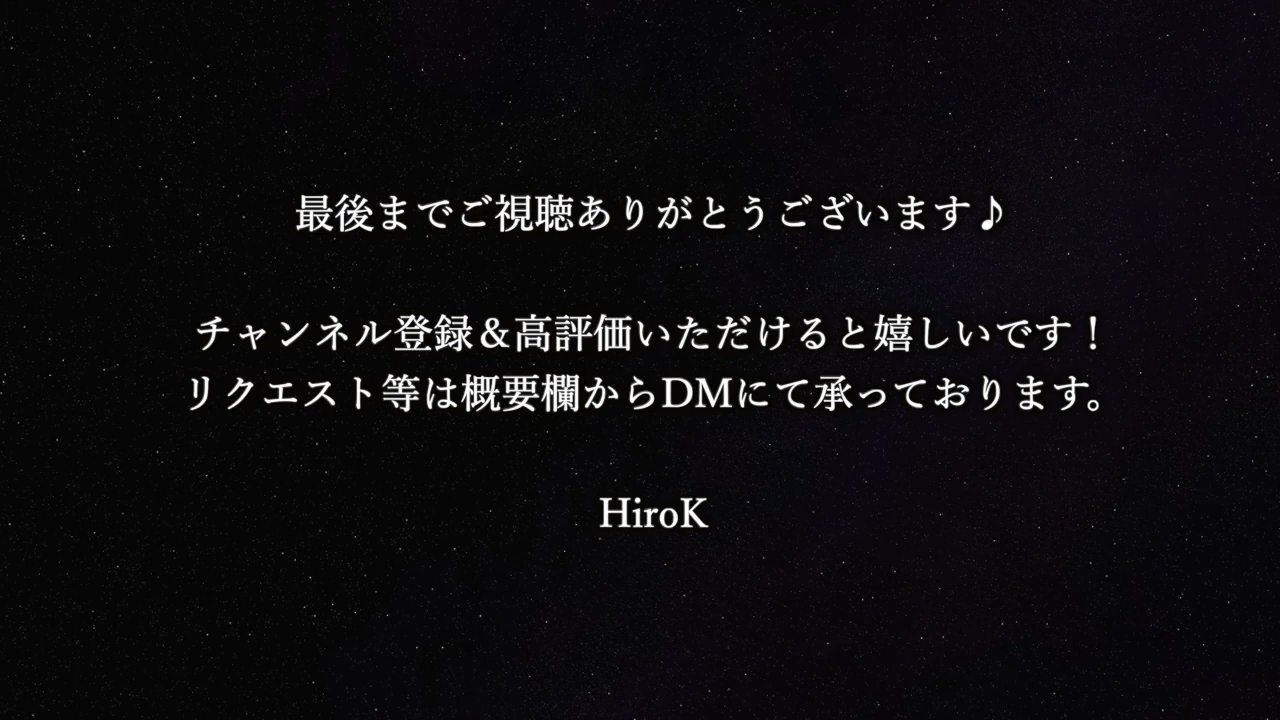 最後までご視聴ありがとうございます♪
チャンネル登録＆高評価いただけると嬉しいです！
リクエスト等は概要欄からDMにて承っております。
HiroK